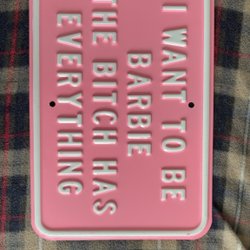 I WANT TO BE
BARBIE
THE BITCH HAS
EVERYTHING